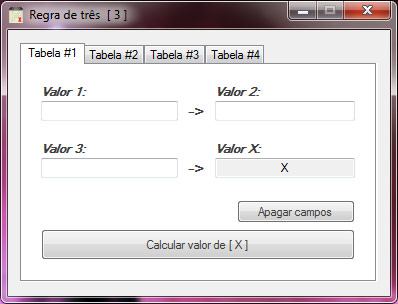 Regra de três [ 3 ]
Tabela #1 Tabela #2 Tabela #3 Tabela #4
Valor 1: Valor 2:
->
Valor 3: Valor X:
-> X
Apagar campos
Calcular valor de [ X ]